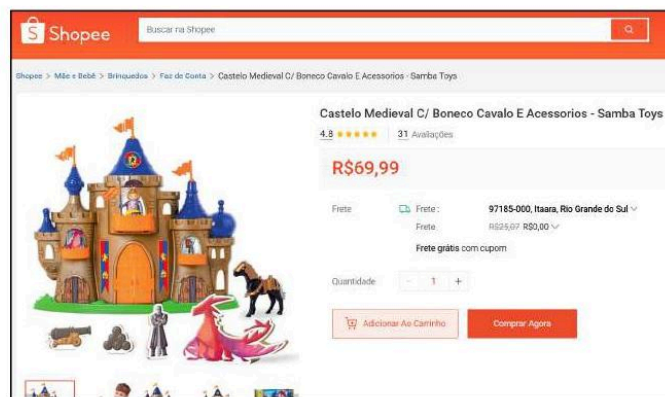 Shopee
Buscar na Shopee
Shopee > Mãe e Bebê > Brinquedos > Faz de Conta > Castelo Medieval C/ Boneco Cavalo E Acessorios - Samba Toys
Castelo Medieval C/ Boneco Cavalo E Acessorios - Samba Toys
4.8 31 Avaliações
R$69,99
Frete Frete: 97185-000, Itaara, Rio Grande do Sul
Frete R$25,07 R$0,00
Frete grátis com cupom
Quantidade - 1 +
Adicionar Ao Carrinho Comprar Agora